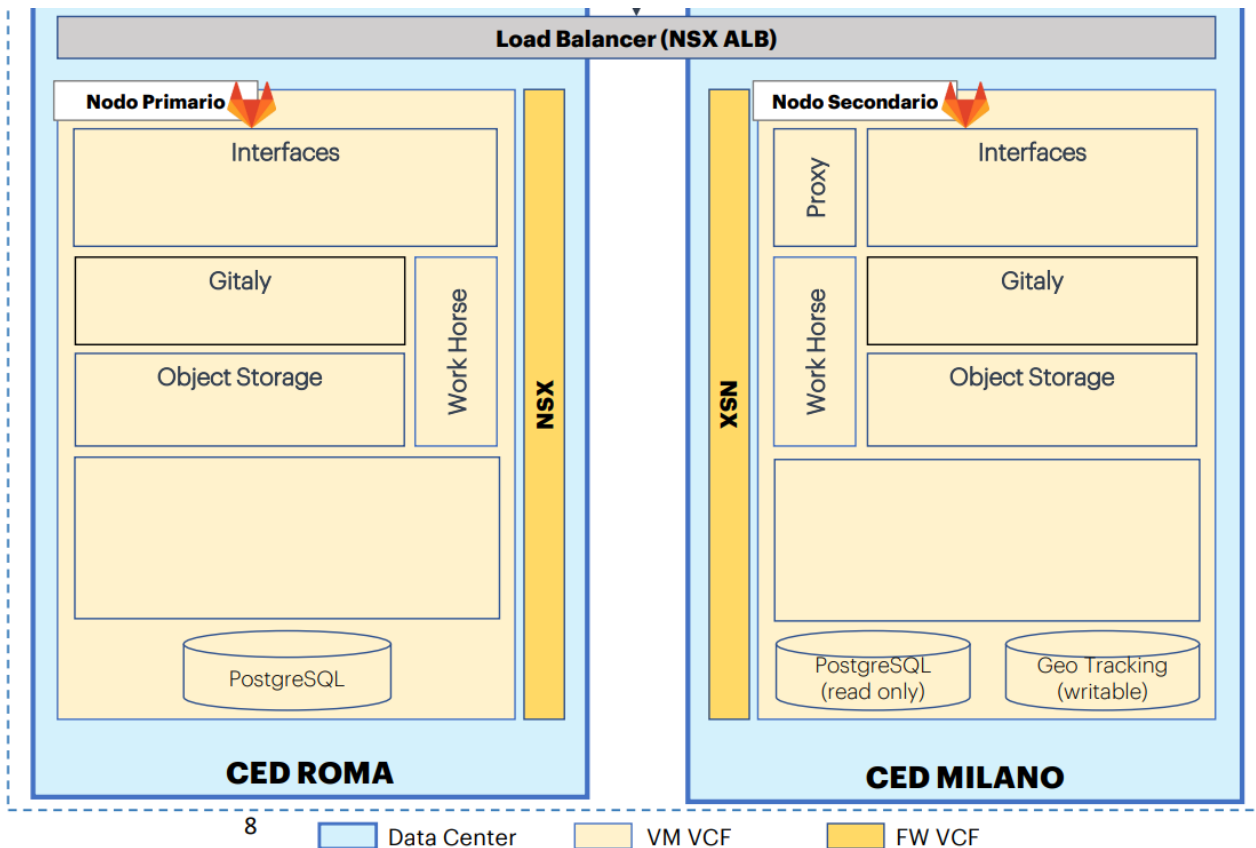 Load Balancer (NSX ALB)
Nodo Primario
Interfaces
Gitaly
Work Horse
Object Storage
PostgreSQL
NSX
CED ROMA
Nodo Secondario
NSX
Proxy
Interfaces
Work Horse
Gitaly
Object Storage
PostgreSQL
(read only)
Geo Tracking
(writable)
CED MILANO
8
Data Center
VM VCF
FW VCF